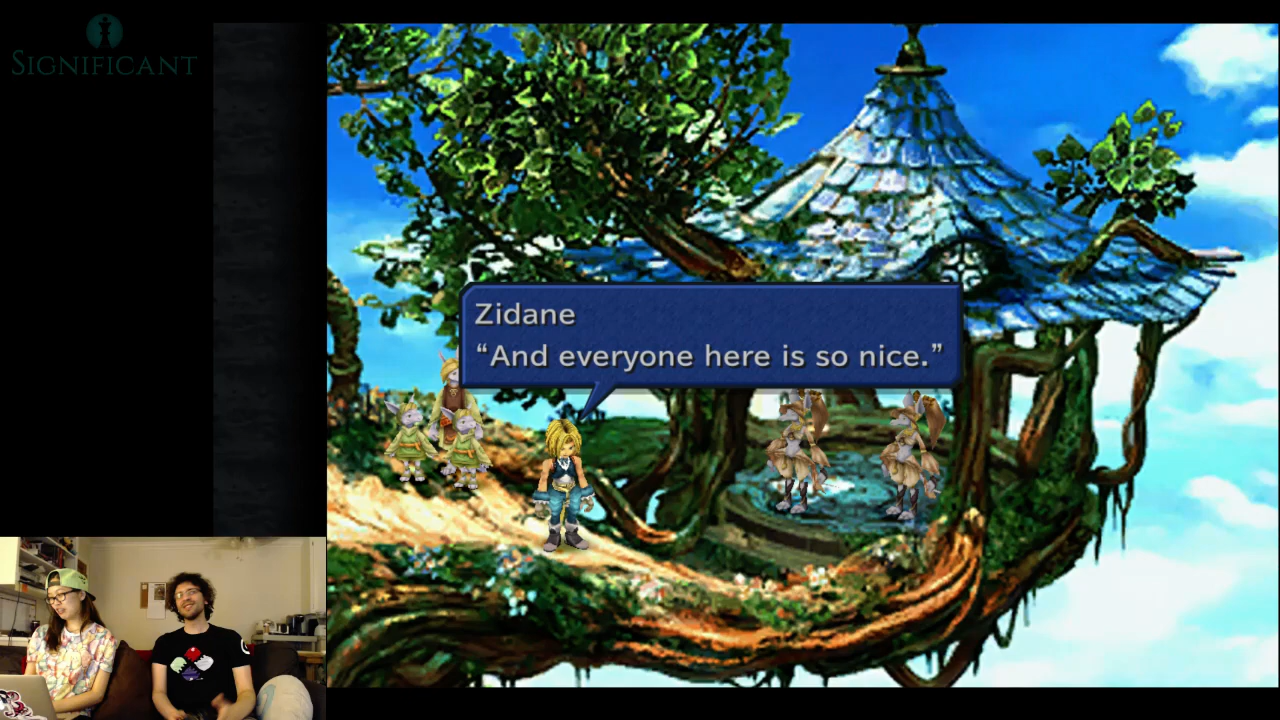 SIGNIFICANT
Zidane
“And everyone here is so nice.”